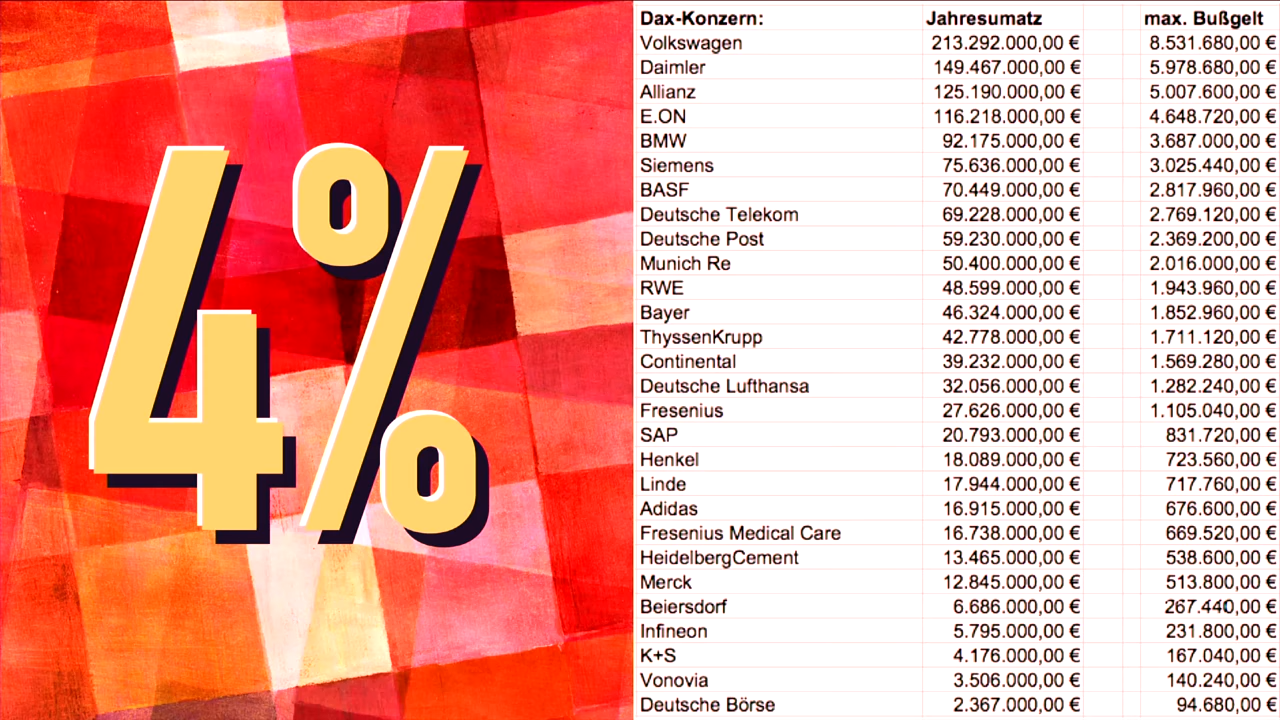 4%
Dax-Konzern: Jahresumatz max. Bußgelt
Volkswagen 213.292.000,00 € 8.531.680,00 €
Daimler 149.467.000,00 € 5.978.680,00 €
Allianz 125.190.000,00 € 5.007.600,00 €
E.ON 116.218.000,00 € 4.648.720,00 €
BMW 92.175.000,00 € 3.687.000,00 €
Siemens 75.636.000,00 € 3.025.440,00 €
BASF 70.449.000,00 € 2.817.960,00 €
Deutsche Telekom 69.228.000,00 € 2.769.120,00 €
Deutsche Post 59.230.000,00 € 2.369.200,00 €
Munich Re 50.400.000,00 € 2.016.000,00 €
RWE 48.599.000,00 € 1.943.960,00 €
Bayer 46.324.000,00 € 1.852.960,00 €
ThyssenKrupp 42.778.000,00 € 1.711.120,00 €
Continental 39.232.000,00 € 1.569.280,00 €
Deutsche Lufthansa 32.056.000,00 € 1.282.240,00 €
Fresenius 27.626.000,00 € 1.105.040,00 €
SAP 20.793.000,00 € 831.720,00 €
Henkel 18.089.000,00 € 723.560,00 €
Linde 17.944.000,00 € 717.760,00 €
Adidas 16.915.000,00 € 676.600,00 €
Fresenius Medical Care 16.738.000,00 € 669.520,00 €
HeidelbergCement 13.465.000,00 € 538.600,00 €
Merck 12.845.000,00 € 513.800,00 €
Beiersdorf 6.686.000,00 € 267.440,00 €
Infineon 5.795.000,00 € 231.800,00 €
K+S 4.176.000,00 € 167.040,00 €
Vonovia 3.506.000,00 € 140.240,00 €
Deutsche Börse 2.367.000,00 € 94.680,00 €